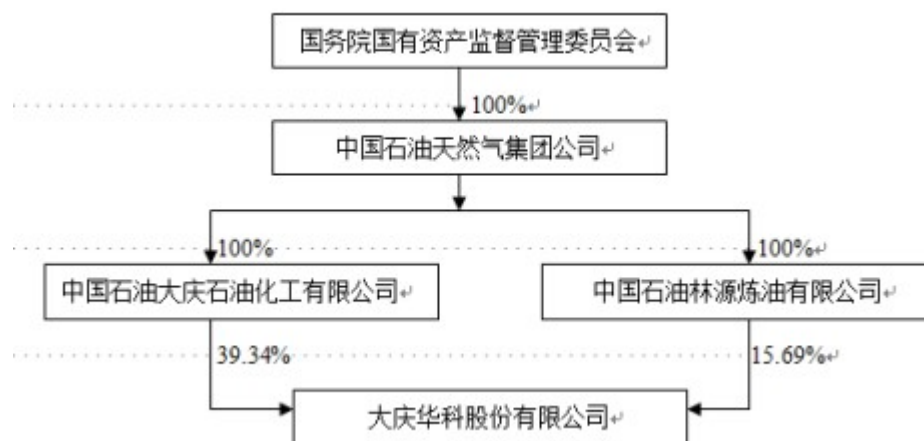 国务院国有资产监督管理委员会
100%
中国石油天然气集团公司
100% 100%
中国石油大庆石油化工有限公司 中国石油林源炼油有限公司
39.34% 15.69%
大庆华科股份有限公司